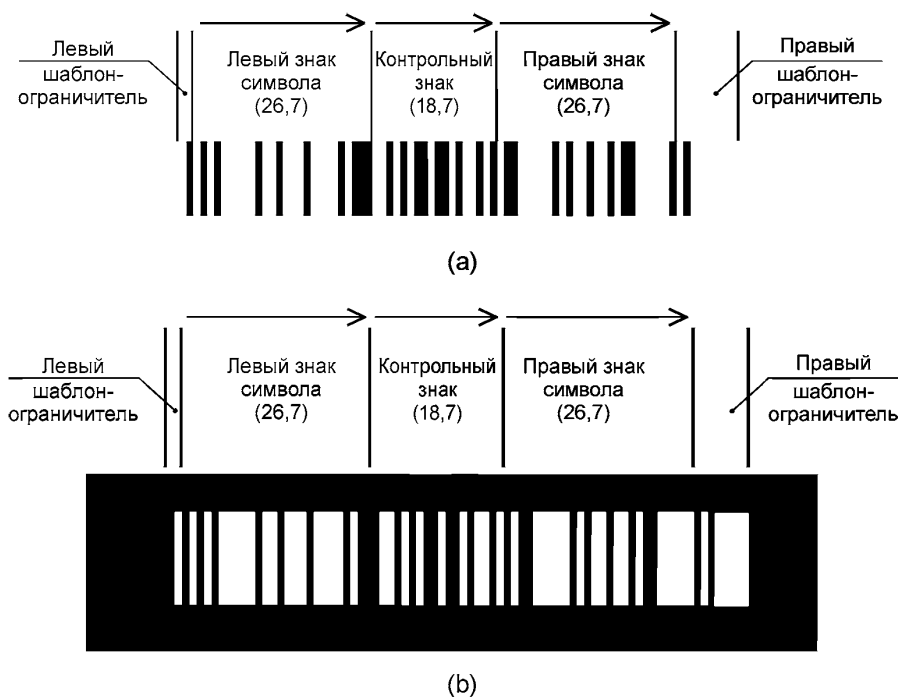 Левый
шаблон-
ограничитель
Левый знак
символа
(26,7)
Контрольный
знак
(18,7)
Правый знак
символа
(26,7)
Правый
шаблон-
ограничитель
(a)
Левый
шаблон-
ограничитель
Левый знак
символа
(26,7)
Контрольный
знак
(18,7)
Правый знак
символа
(26,7)
Правый
шаблон-
ограничитель
(b)